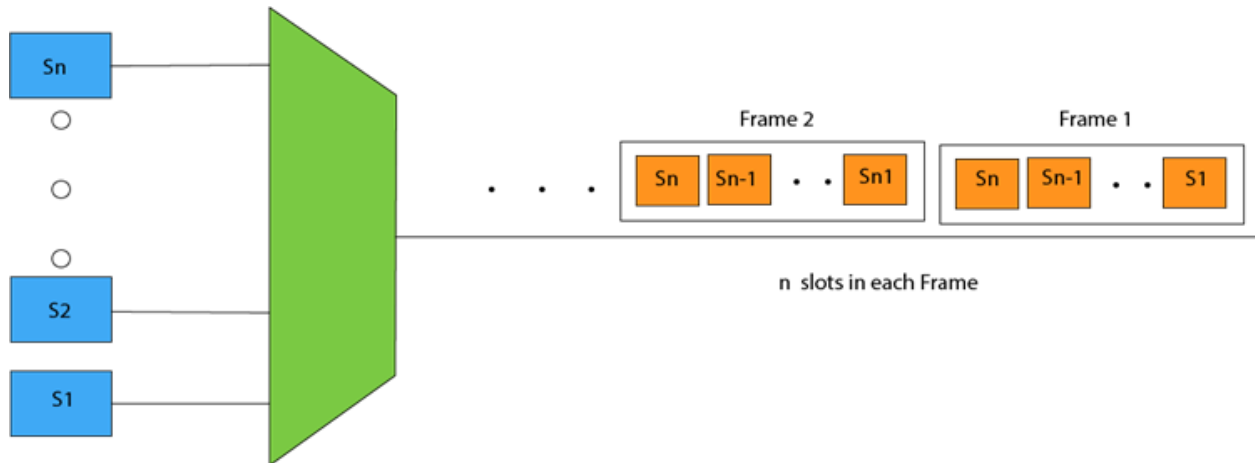 Sn
S2
S1
Frame 2
Sn Sn-1 . . Sn1
Frame 1
Sn Sn-1 . . S1
. . .
n slots in each Frame